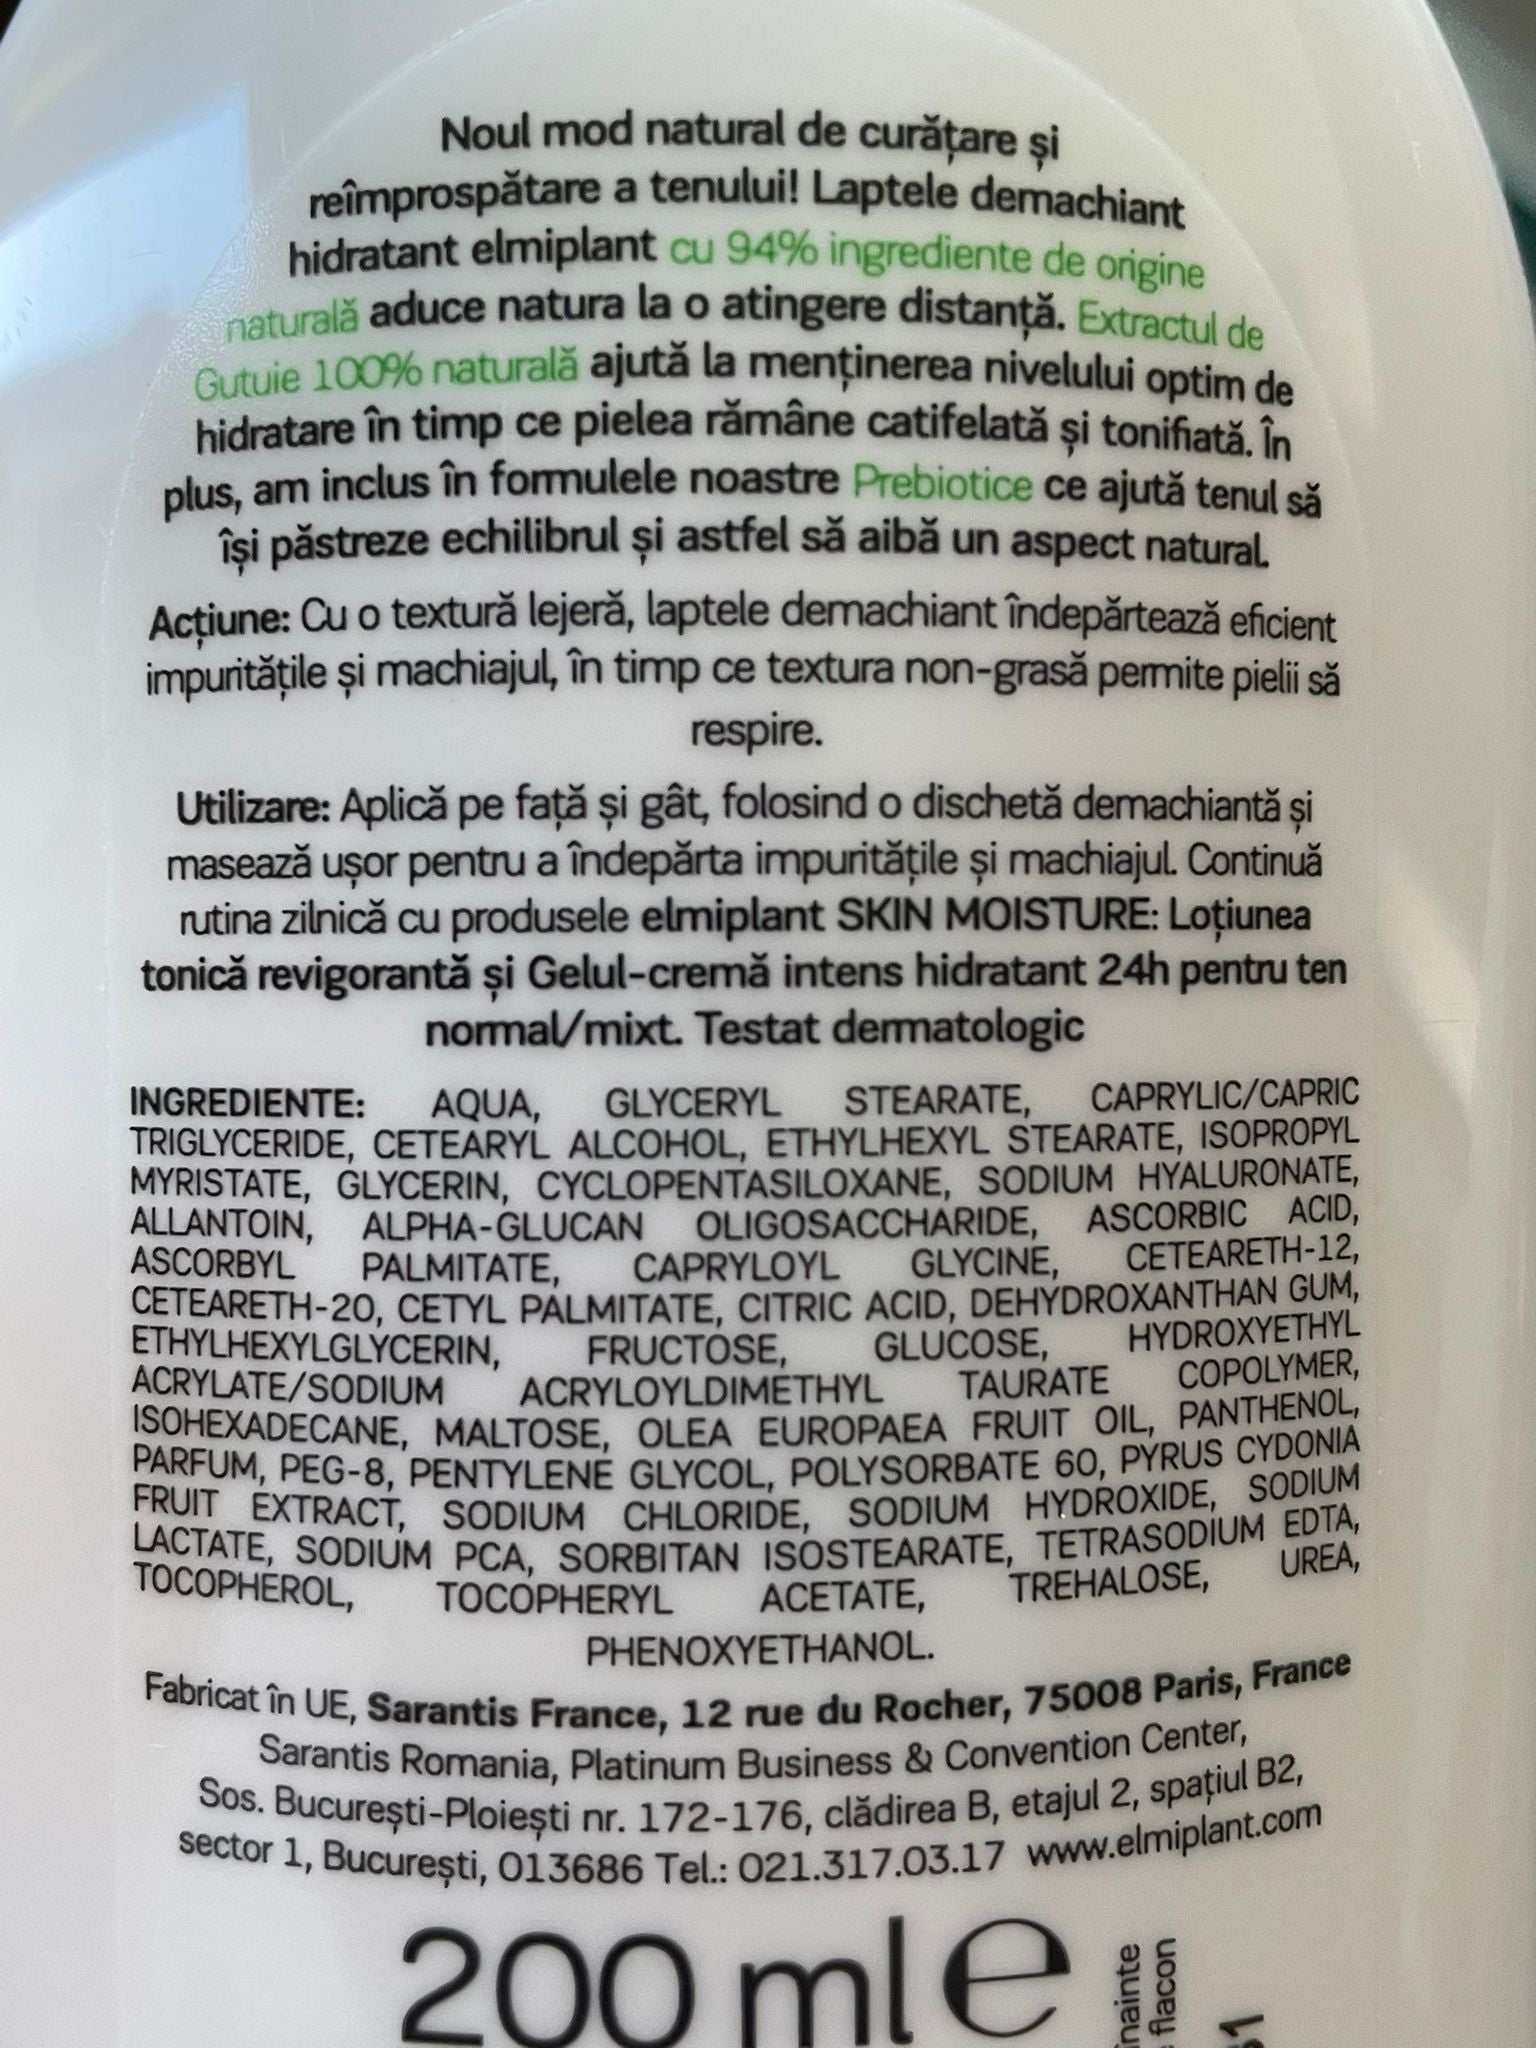 Noul mod natural de curățare și
reîmprospătare a tenului! Laptele demachiant
hidratant elmiplant cu 94% ingrediente de origine
naturală aduce natura la o atingere distanță. Extractul de
Gutuie 100% naturală ajută la menținerea nivelului optim de
hidratare în timp ce pielea rămâne catifelată și tonifiată. În
plus, am inclus în formulele noastre Prebiotice ce ajută tenul să
își păstreze echilibrul și astfel să aibă un aspect natural.
Acțiune: Cu o textură lejeră, laptele demachiant îndepărtează eficient
impuritățile și machiajul, în timp ce textura non-grasă permite pielii să
respire.
Utilizare: Aplică pe față și gât, folosind o dischetă demachiantă și
masează ușor pentru a îndepărta impuritățile și machiajul. Continuă
rutina zilnică cu produsele elmiplant SKIN MOISTURE: Loțiunea
tonică revigorantă și Gelul-cremă intens hidratant 24h pentru ten
normal/mixt. Testat dermatologic
INGREDIENTE: AQUA, GLYCERYL STEARATE, CAPRYLIC/CAPRIC
TRIGLYCERIDE, CETEARYL ALCOHOL, ETHYLHEXYL STEARATE, ISOPROPYL
MYRISTATE, GLYCERIN, CYCLOPENTASILOXANE, SODIUM HYALURONATE,
ALLANTOIN, ALPHA-GLUCAN OLIGOSACCHARIDE, ASCORBIC ACID,
ASCORBYL PALMITATE, CAPRYLOYL GLYCINE, CETEARETH-12,
CETEARETH-20, CETYL PALMITATE, CITRIC ACID, DEHYDROXANTHAN GUM,
ETHYLHEXYLGLYCERIN, FRUCTOSE, GLUCOSE, HYDROXYETHYL
ACRYLATE/SODIUM ACRYLOYLDIMETHYL TAURATE COPOLYMER,
ISOHEXADECANE, MALTOSE, OLEA EUROPAEA FRUIT OIL, PANTHENOL,
PARFUM, PEG-8, PENTYLENE GLYCOL, POLYSORBATE 60, PYRUS CYDONIA
FRUIT EXTRACT, SODIUM CHLORIDE, SODIUM HYDROXIDE, SODIUM
LACTATE, SODIUM PCA, SORBITAN ISOSTEARATE, TETRASODIUM EDTA,
TOCOPHEROL, TOCOPHERYL ACETATE, TREHALOSE, UREA,
PHENOXYETHANOL.
Fabricat în UE, Sarantis France, 12 rue du Rocher, 75008 Paris, France
Sarantis Romania, Platinum Business & Convention Center,
Sos. București-Ploiești nr. 172-176, clădirea B, etajul 2, spațiul B2,
sector 1, București, 013686 Tel.: 021.317.03.17 www.elmiplant.com
200 ml e
flacon